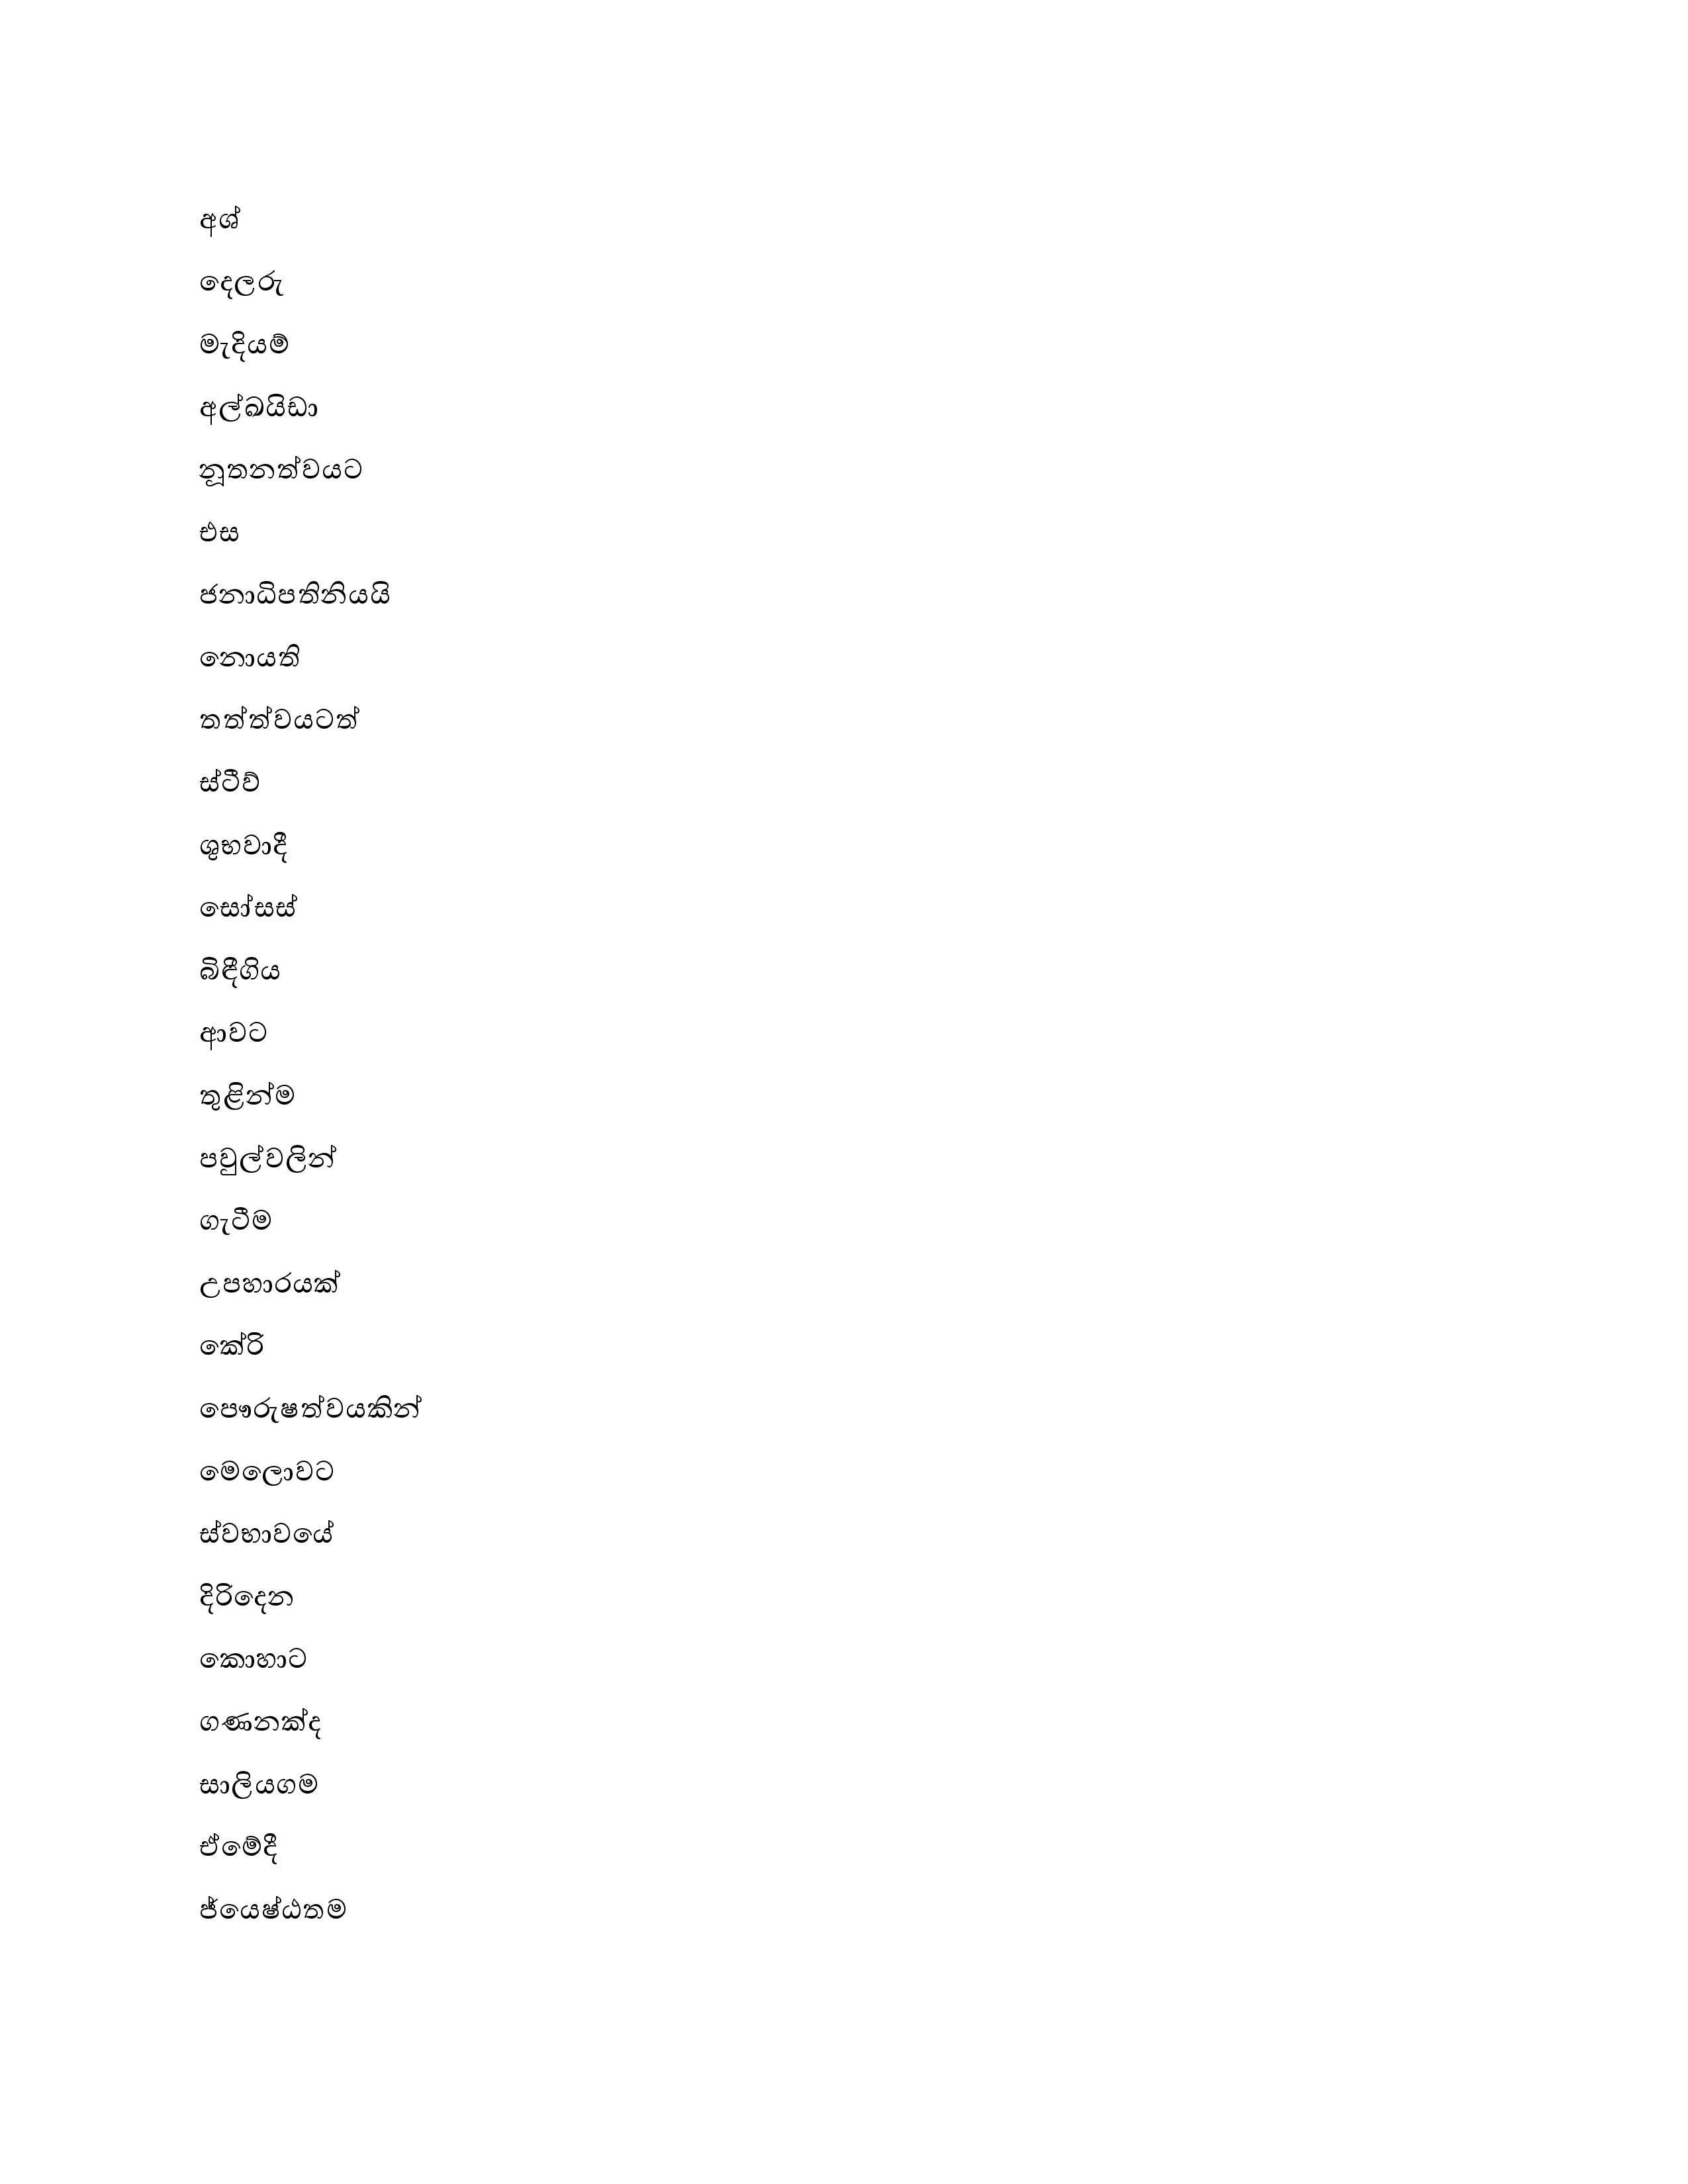 අශ්
දෙලරු
මැදියම්
අල්ඛයිඩා
නූතනත්වයට
එස
ජනාධිපතිනියයි
නොයති
තත්ත්වයටත්
ස්ටීව්
ශුභවාදී
සෝසස්
බිඳීගිය
ආවට
තුළින්ම
පවුල්වලින්
ගැටීම
උපහාරයක්
කේරි
පෞරුෂත්වයකින්
මෙලොවට
ස්වභාවයේ
දිරිදෙන
කොහාට
ගණනක්ද
සාලියගම
ඒමේදී
ජ්යෙෂ්ඨතම